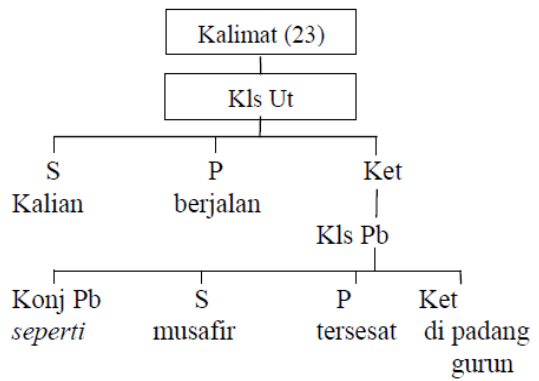 Kalimat (23)
Kls Ut
S P Ket
Kalian berjalan
Kls Pb
Konj Pb S P Ket
seperti musafir tersesat di padang
gurun